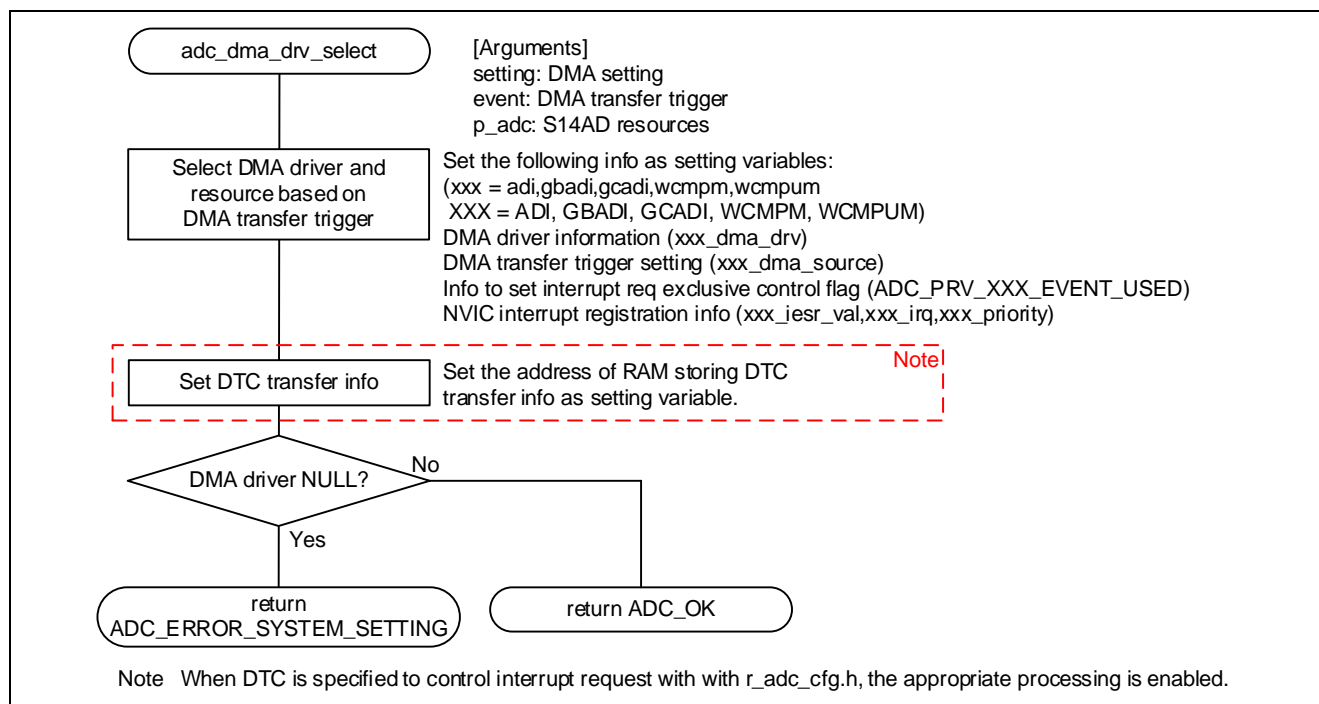 adc_dma_drv_select
[Arguments]
setting: DMA setting
event: DMA transfer trigger
p_adc: S14AD resources
Select DMA driver and
resource based on
DMA transfer trigger
Set the following info as setting variables:
(xxx = adi,gbadi,gcadi,wcmpm,wcmpum
XXX = ADI, GBADI, GCADI, WCMPM, WCMPUM)
DMA driver information (xxx_dma_drv)
DMA transfer trigger setting (xxx_dma_source)
Info to set interrupt req exclusive control flag (ADC_PRV_XXX_EVENT_USED)
NVIC interrupt registration info (xxx_iesr_val,xxx_irq,xxx_priority)
Note
Set DTC transfer info
Set the address of RAM storing DTC
transfer info as setting variable.
DMA driver NULL?
No
Yes
return
ADC_ERROR_SYSTEM_SETTING
return ADC_OK
Note When DTC is specified to control interrupt request with with r_adc_cfg.h, the appropriate processing is enabled.